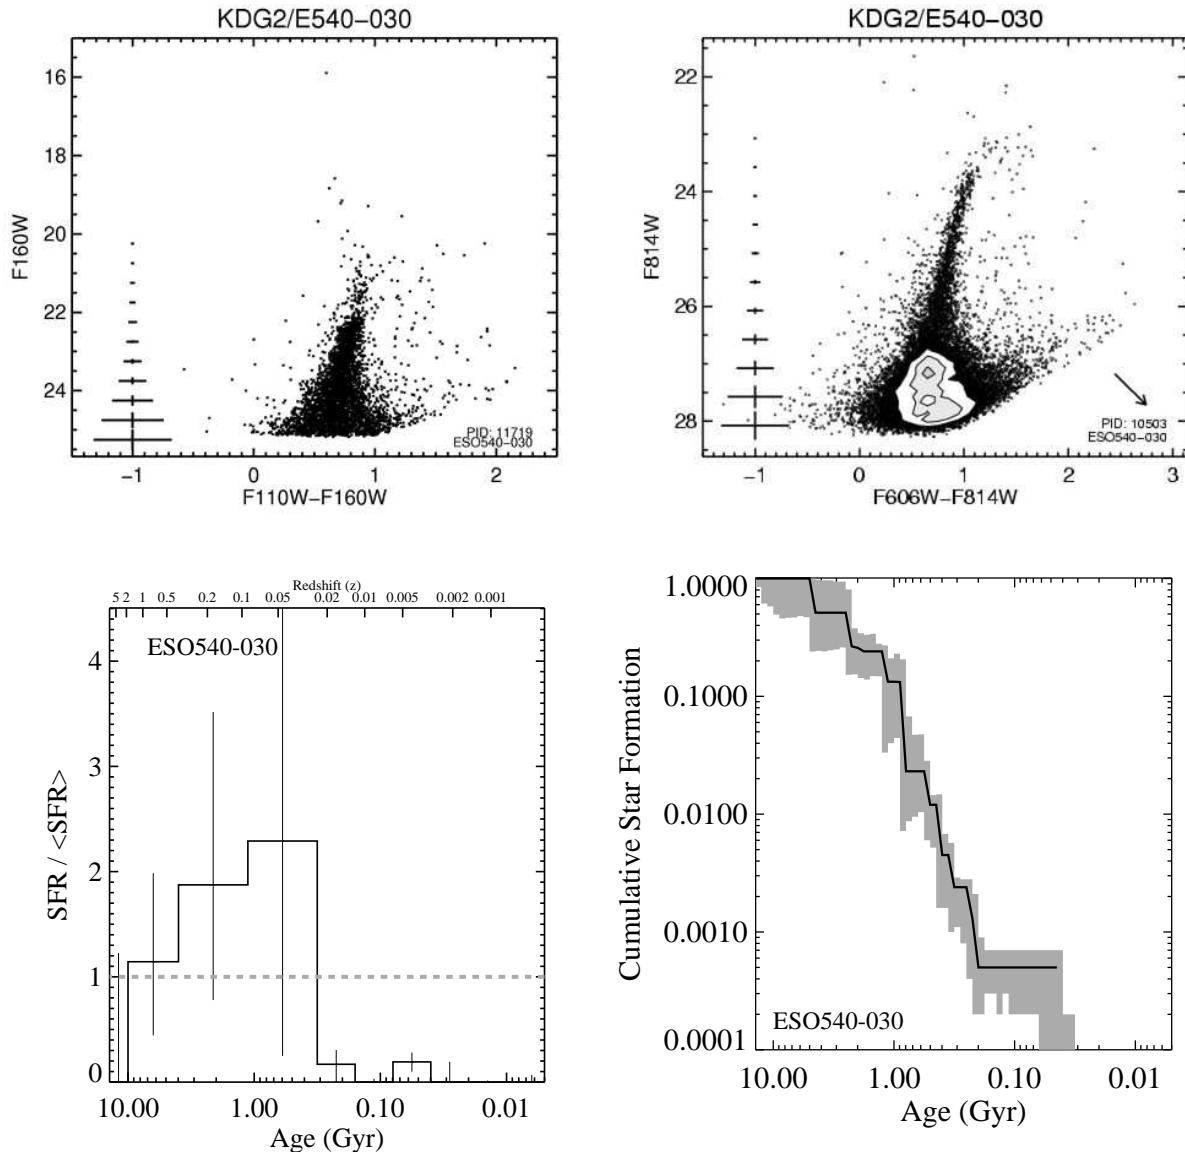 KDG2/E540-030
16
18
20
22
24
F160W
-1 0 1 2
F110W-F160W
PID: 11719
ESO540-030
KDG2/E540-030
22
24
26
28
F814W
-1 0 1 2 3
F606W-F814W
PID: 10503
ESO540-030
Redshift (z)
5 2 1 0.5 0.2 0.1 0.05 0.02 0.01 0.005 0.002 0.001
ESO540-030
4
3
2
1
0
SFR / <SFR>
10.00 1.00 0.10 0.01
Age (Gyr)
1.0000
0.1000
0.0100
0.0010
0.0001
Cumulative Star Formation
ESO540-030
10.00 1.00 0.10 0.01
Age (Gyr)